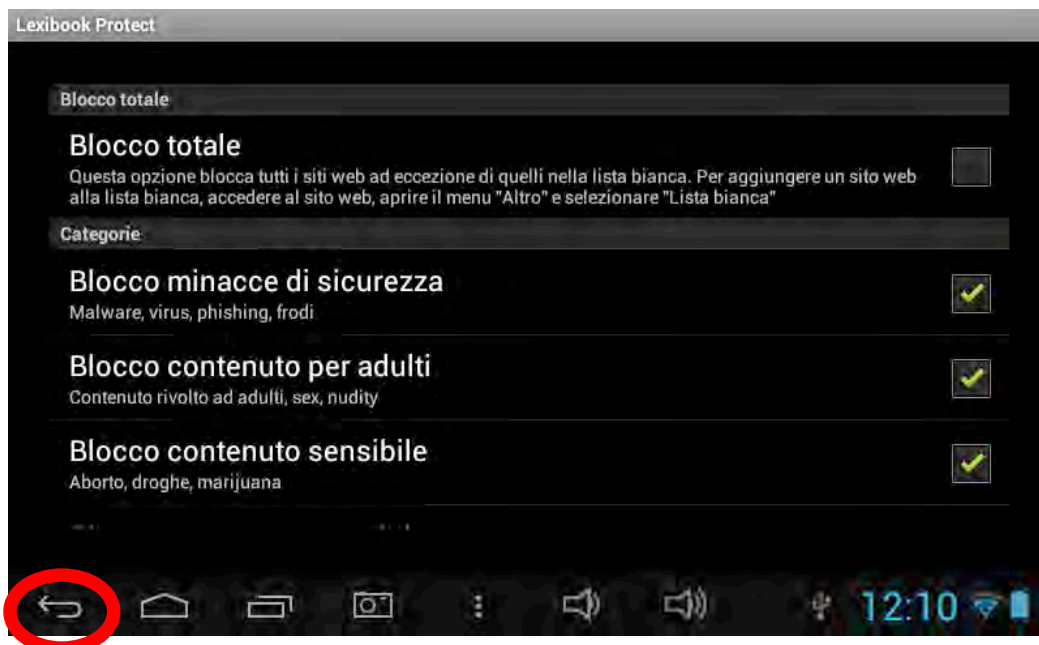 Lexibook Protect
Blocco totale
Blocco totale
Questa opzione blocca tutti i siti web ad eccezione di quelli nella lista bianca. Per aggiungere un sito web
alla lista bianca, accedere al sito web, aprire il menu "Altro" e selezionare "Lista bianca"
Categorie
Blocco minacce di sicurezza
Malware, virus, phishing, frodi
Blocco contenuto per adulti
Contenuto rivolto ad adulti, sex, nudity
Blocco contenuto sensibile
Aborto, droghe, marijuana
12:10